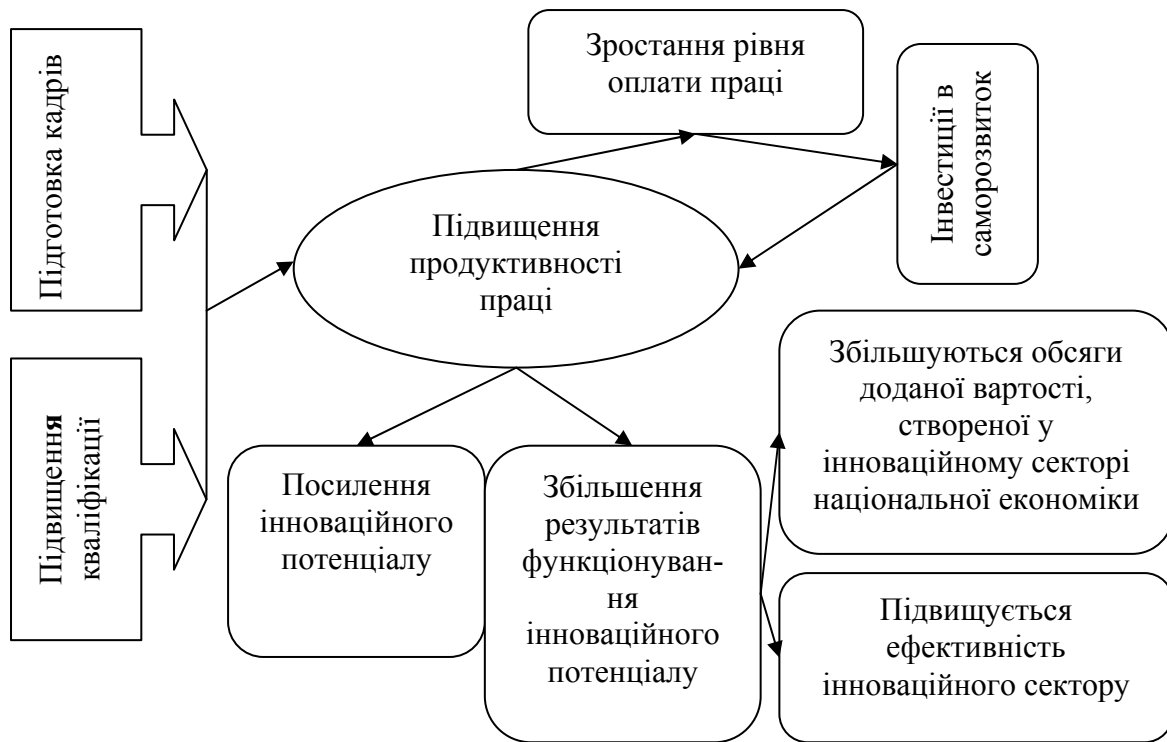 Підготовка кадрів
Підвищення
кваліфікації
Зростання рівня
оплати праці
Інвестиції в
саморозвиток
Підвищення
продуктивності
праці
Посилення
інноваційного
потенціалу
Збільшення
результатів
функціонуван-
ня
інноваційного
потенціалу
Збільшуються обсяги
доданої вартості,
створеної у
інноваційному секторі
національної економіки
Підвищується
ефективність
інноваційного сектору